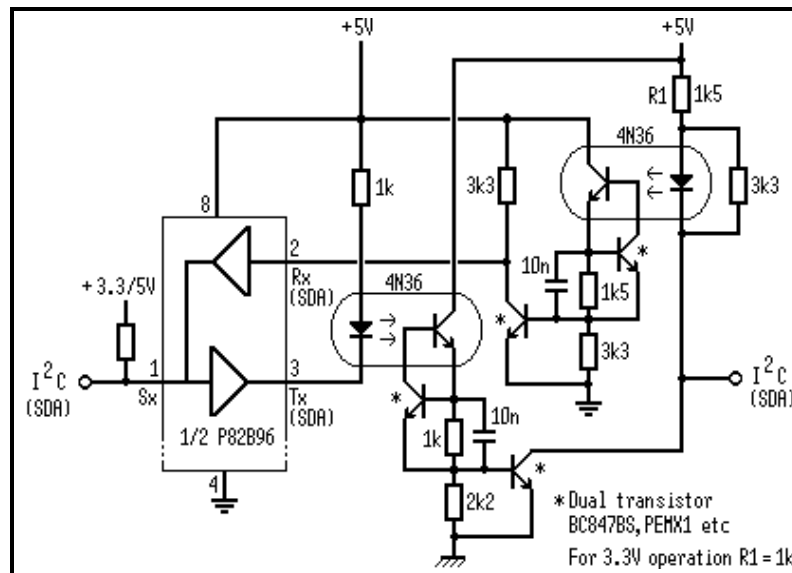 +5V
+5V
R1
1k5
4N36
8
1k
3k3
3k3
2
Rx
(SDA)
10n
*
1k5
+3.3/5V
4N36
*
3k3
I²C
(SDA)
1
Sx
3
Tx
(SDA)
I²C
(SDA)
*
10n
1k
1/2 P82B96
*
4
2k2
*Dual transistor
BC847BS, PEMX1 etc
For 3.3V operation R1 = 1k